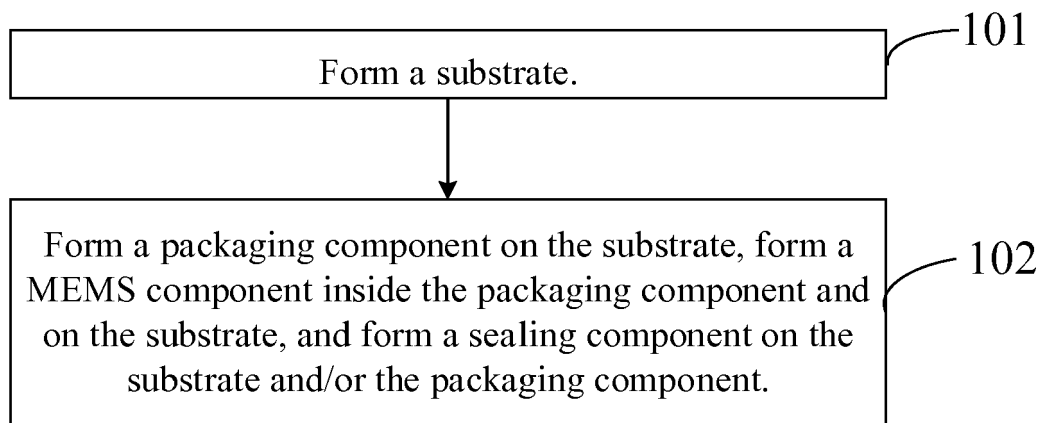 101
Form a substrate.
Form a packaging component on the substrate, form a
MEMS component inside the packaging component and
on the substrate, and form a sealing component on the
substrate and/or the packaging component.
102